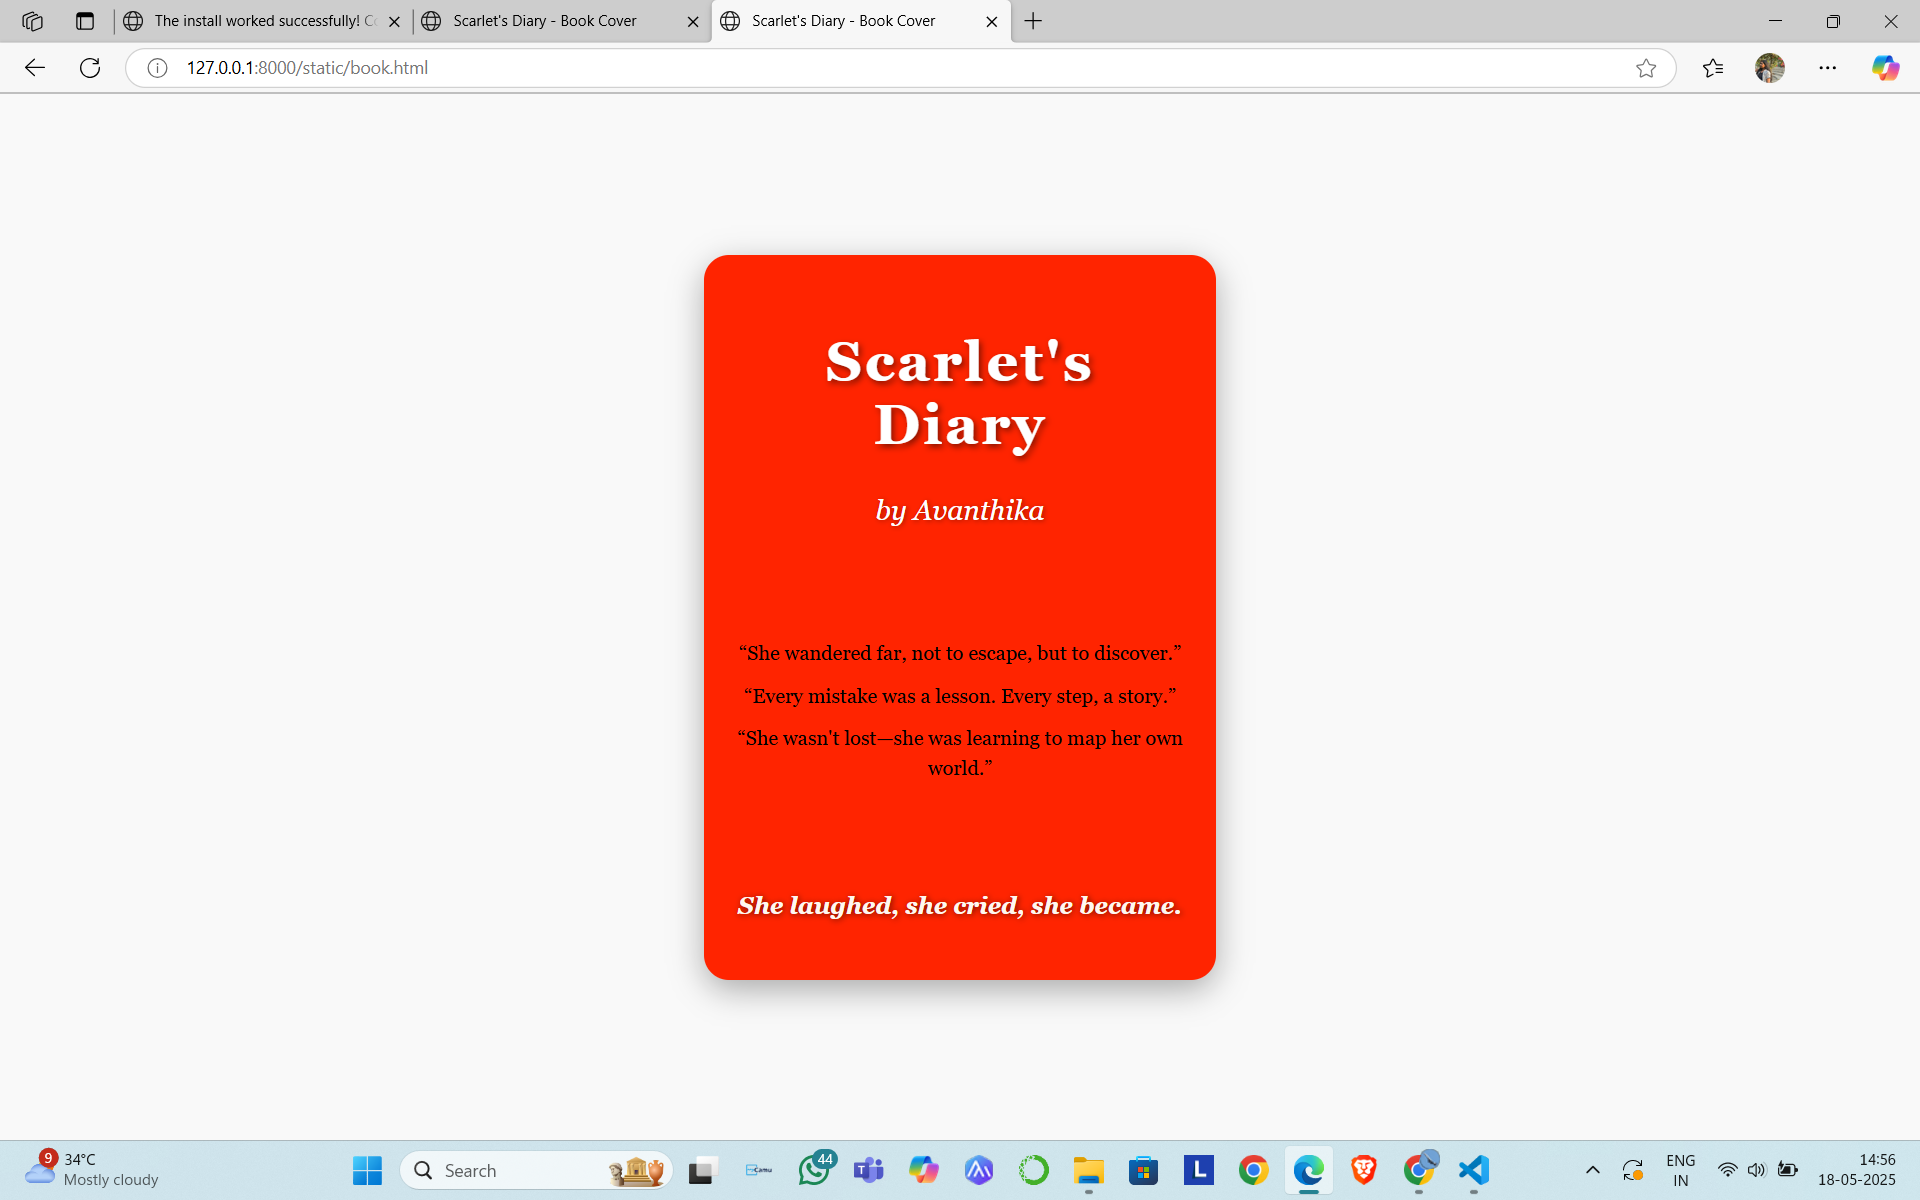 The install worked successfully! Co
Scarlet's Diary - Book Cover
Scarlet's Diary - Book Cover
127.0.0.1:8000/static/book.html
Scarlet's
Diary
by Avanthika
“She wandered far, not to escape, but to discover.”
“Every mistake was a lesson. Every step, a story.”
“She wasn't lost—she was learning to map her own
world.”
She laughed, she cried, she became.
9
34°C
Mostly cloudy
Search
Camu
44
T
L
ENG
IN
14:56
18-05-2025